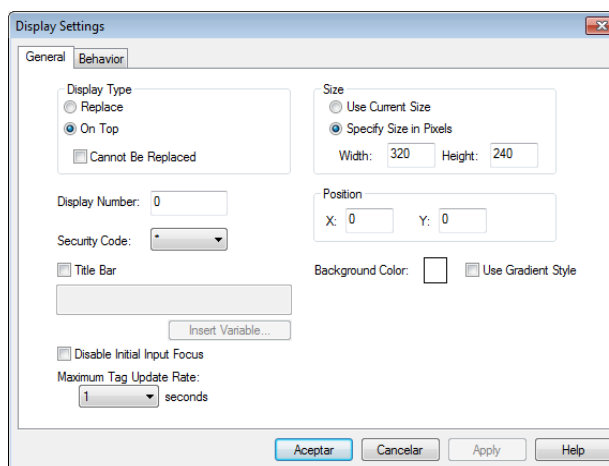 Display Settings
General Behavior
Display Type
Replace
On Top
Cannot Be Replaced
Size
Use Current Size
Specify Size in Pixels
Width: 320 Height: 240
Display Number: 0
Security Code: *
Position
X: 0 Y: 0
Title Bar
Background Color: Use Gradient Style
Insert Variable...
Disable Initial Input Focus
Maximum Tag Update Rate:
1 seconds
Aceptar Cancelar Apply Help